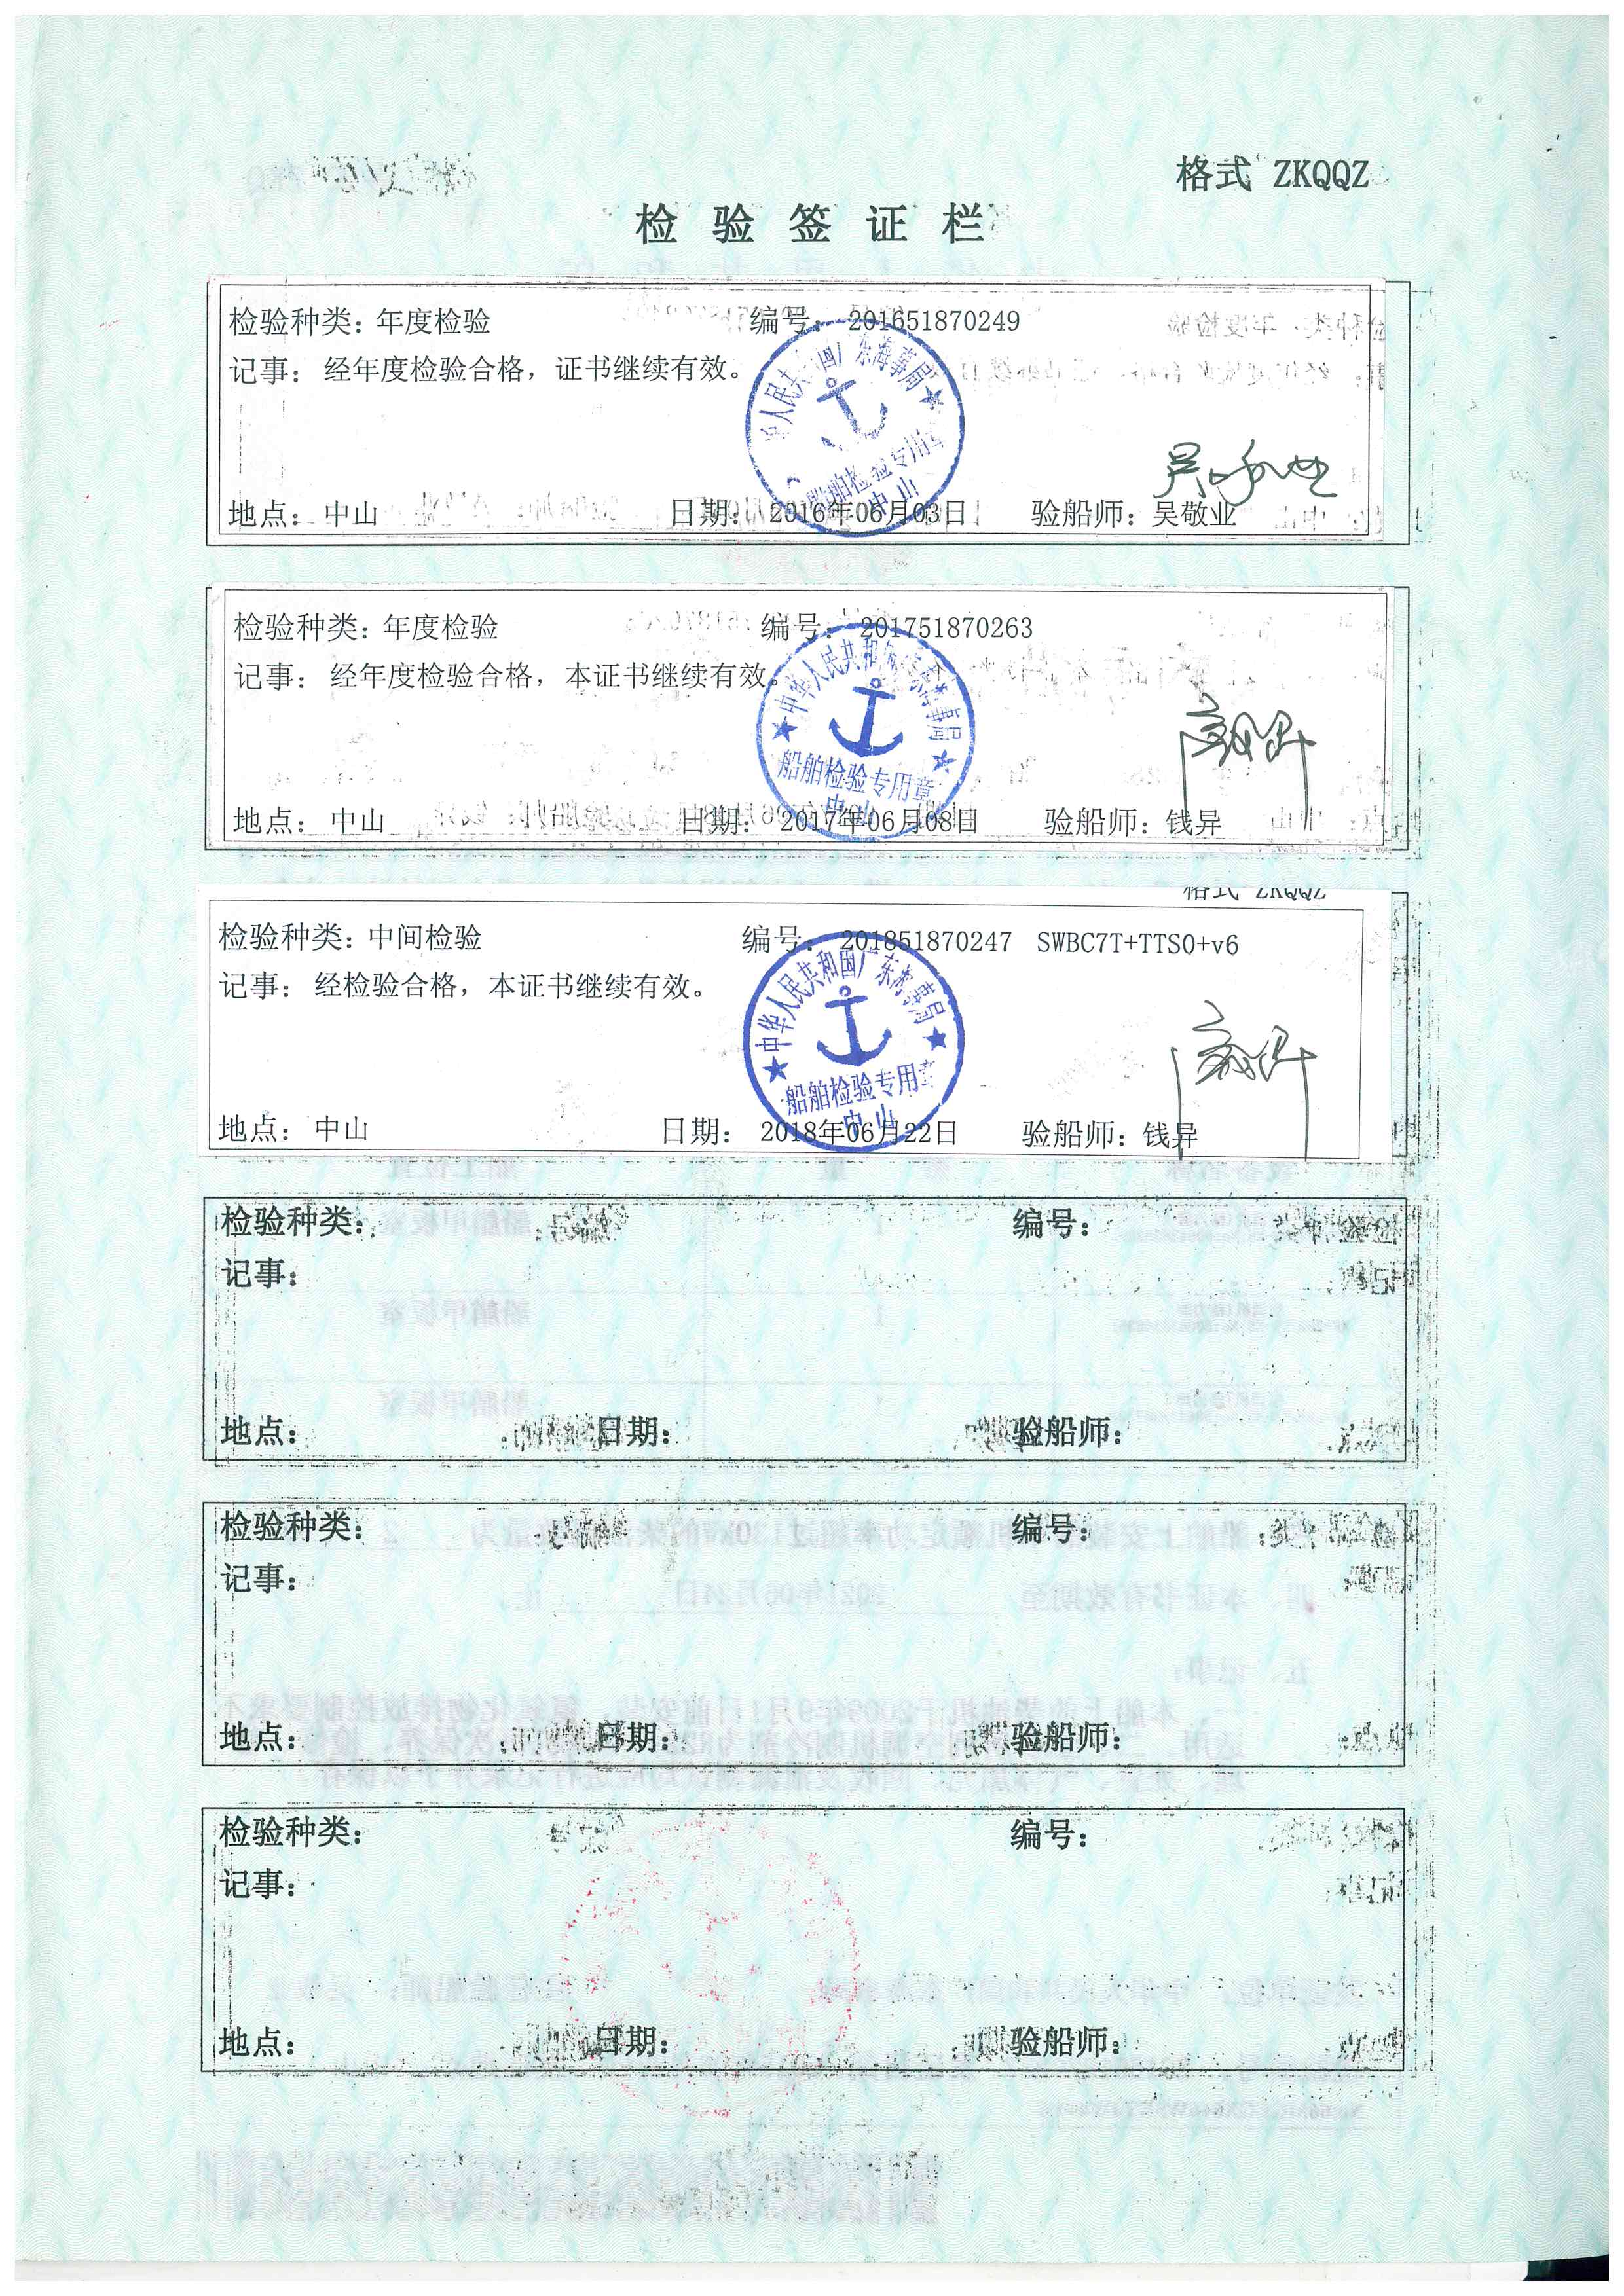 格式 ZKQQZ
检验签证栏
检验种类：年度检验 编号：201651870249
记事：经年度检验合格，证书继续有效。
中华人民共和国广东海事局
船舶检验专用章
中山
地点：中山 日期：2016年06月03日 验船师：吴敬业
检验种类：年度检验 编号：201751870263
记事：经年度检验合格，本证书继续有效。
中华人民共和国广东海事局
船舶检验专用章
中山
地点：中山 日期：2017年06月08日 验船师：钱异
格式 ZKQQZ
检验种类：中间检验 编号：201851870247 SWBC7T+TTS0+v6
记事：经检验合格，本证书继续有效。
中华人民共和国广东海事局
船舶检验专用章
中山
地点：中山 日期：2018年06月22日 验船师：钱异
检验种类： 编号：
记事：
地点： 日期： 验船师：
检验种类： 编号：
记事：
地点： 日期： 验船师：
检验种类： 编号：
记事：
地点： 日期： 验船师：